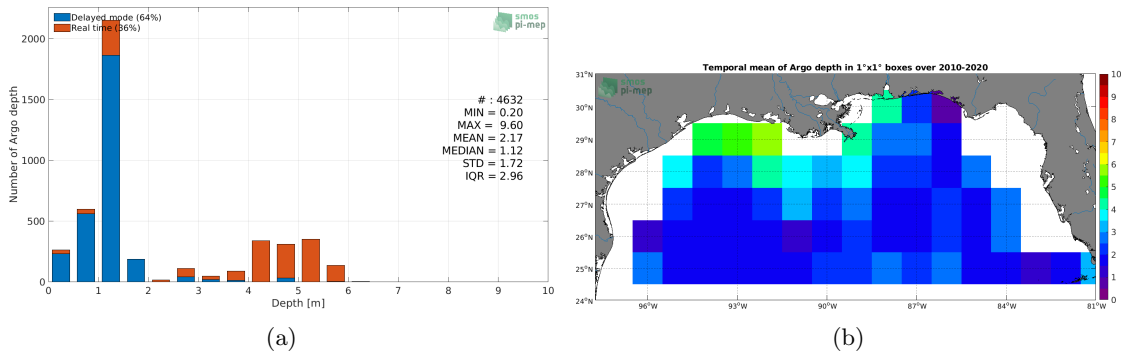 Delayed mode (64%)
Real time (36%)
smos
pi-mep
2000
1500
1000
500
0
Number of Argo depth
# : 4632
MIN = 0.20
MAX = 9.60
MEAN = 2.17
MEDIAN = 1.12
STD = 1.72
IQR = 2.96
0 1 2 3 4 5 6 7 8 9 10
Depth [m]
(a)
Temporal mean of Argo depth in 1°x1° boxes over 2010-2020
smos
pi-mep
31°N
30°N
29°N
28°N
27°N
26°N
25°N
24°N
96°W 93°W 90°W 87°W 84°W 81°W
10
9
8
7
6
5
4
3
2
1
0
(b)